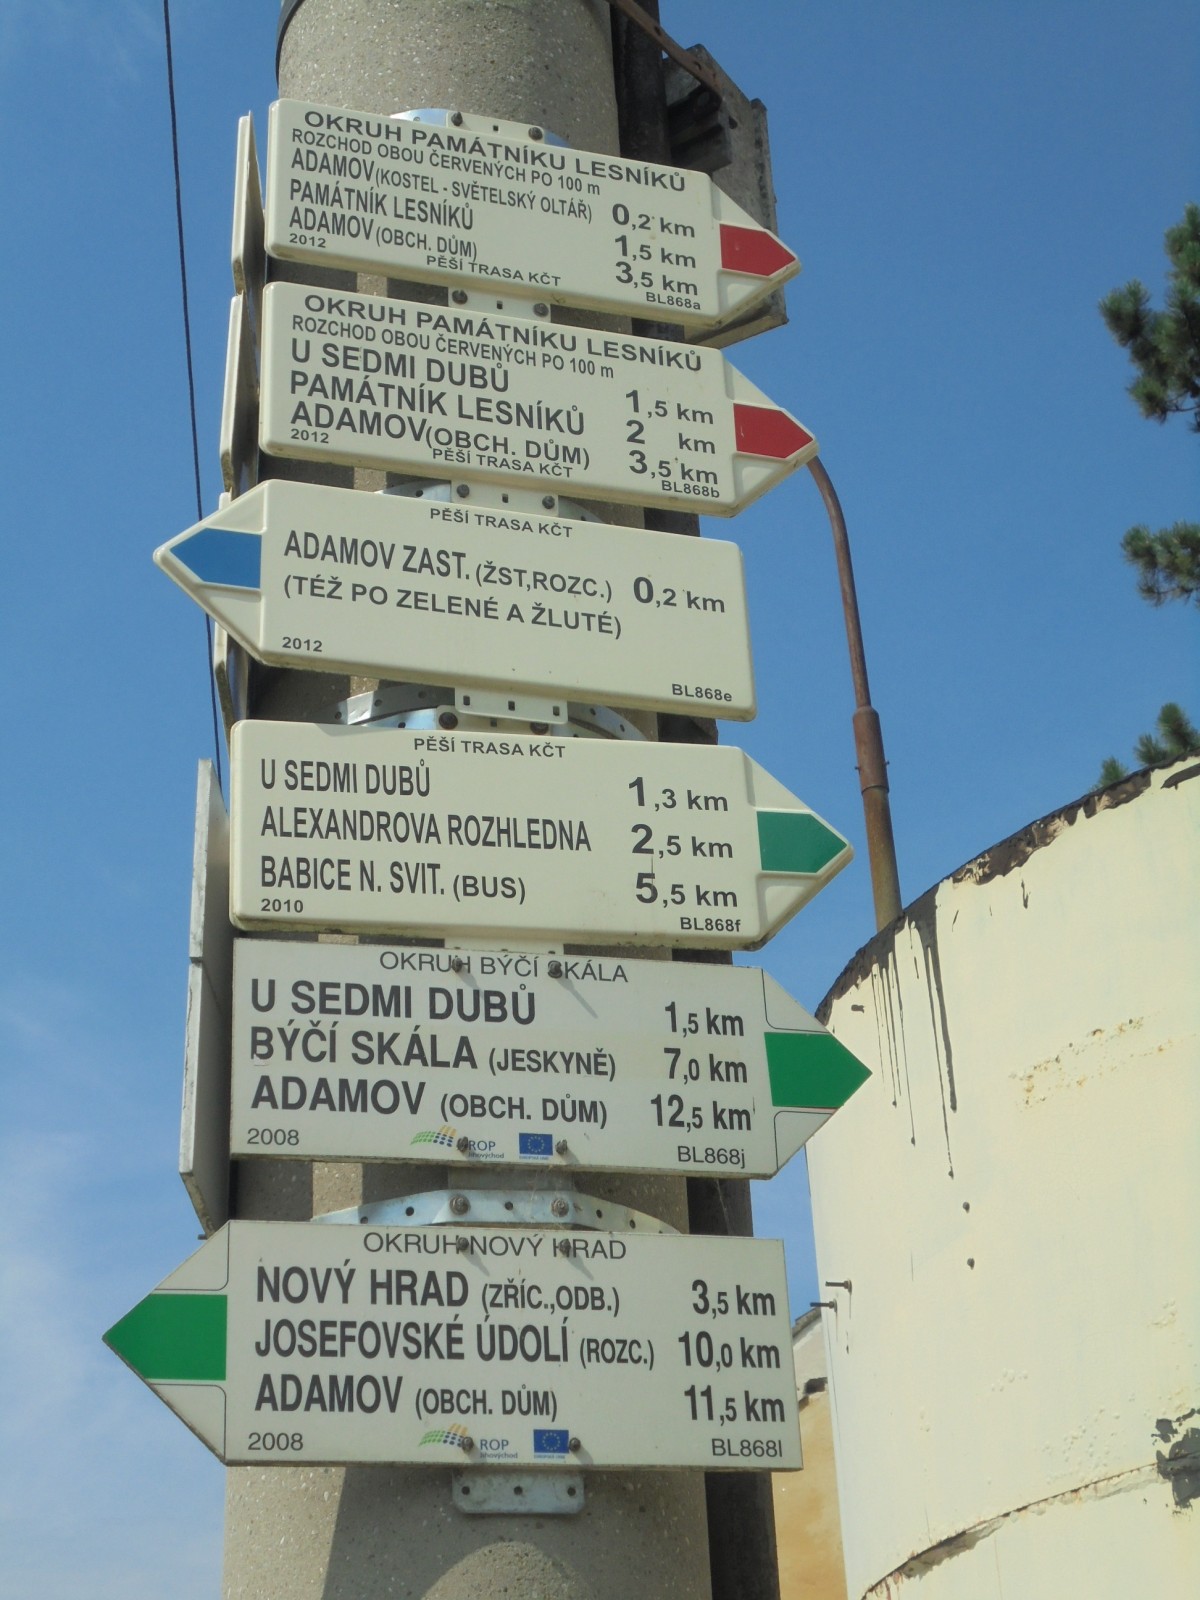 OKRUH PAMÁTNÍKU LESNÍKŮ
ROZCHOD OBOU ČERVENÝCH PO 100 m
ADAMOV (KOSTEL - SVĚTELSKÝ OLTÁŘ) 0,2 km
PAMÁTNÍK LESNÍKŮ 1,5 km
ADAMOV (OBCH. DŮM) 3,5 km
2012 PĚŠÍ TRASA KČT BL868a
OKRUH PAMÁTNÍKU LESNÍKŮ
ROZCHOD OBOU ČERVENÝCH PO 100 m
U SEDMI DUBŮ 1,5 km
PAMÁTNÍK LESNÍKŮ 2 km
ADAMOV (OBCH. DŮM) 3,5 km
2012 PĚŠÍ TRASA KČT BL868b
PĚŠÍ TRASA KČT
ADAMOV ZAST. (ŽST,ROZC.) 0,2 km
(TÉŽ PO ZELENÉ A ŽLUTÉ)
2012 BL868e
PĚŠÍ TRASA KČT
U SEDMI DUBŮ 1,3 km
ALEXANDROVA ROZHLEDNA 2,5 km
BABICE N. SVIT. (BUS) 5,5 km
2010 BL868f
OKRUH BÝČÍ SKÁLA
U SEDMI DUBŮ 1,5 km
BÝČÍ SKÁLA (JESKYNĚ) 7,0 km
ADAMOV (OBCH. DŮM) 12,5 km
2008 ROP BL868j
OKRUH NOVÝ HRAD
NOVÝ HRAD (ZŘÍC.,ODB.) 3,5 km
JOSEFOVSKÉ ÚDOLÍ (ROZC.) 10,0 km
ADAMOV (OBCH. DŮM) 11,5 km
2008 ROP BL868l